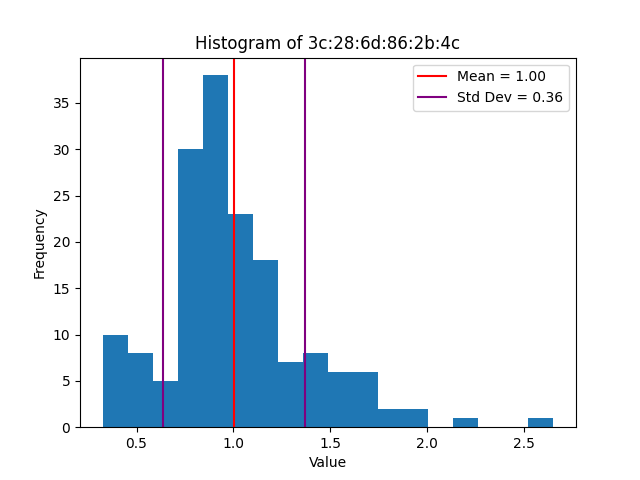 Histogram of 3c:28:6d:86:2b:4c
Mean = 1.00
Std Dev = 0.36
Frequency
35
30
25
20
15
10
5
0
0.5
1.0
1.5
2.0
2.5
Value